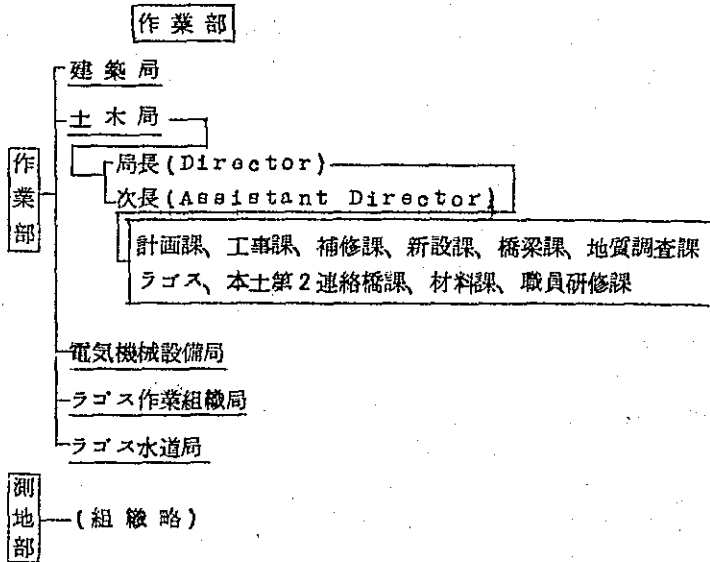 作業部
建築局
土木局
作業部
局長(Director)
次長(Assistant Director)
計画課、工事課、補修課、新設課、橋梁課、地質調査課
ラゴス、本土第2連絡橋課、材料課、職員研修課
電気機械設備局
ラゴス作業組織局
ラゴス水道局
測地部
(組織略)